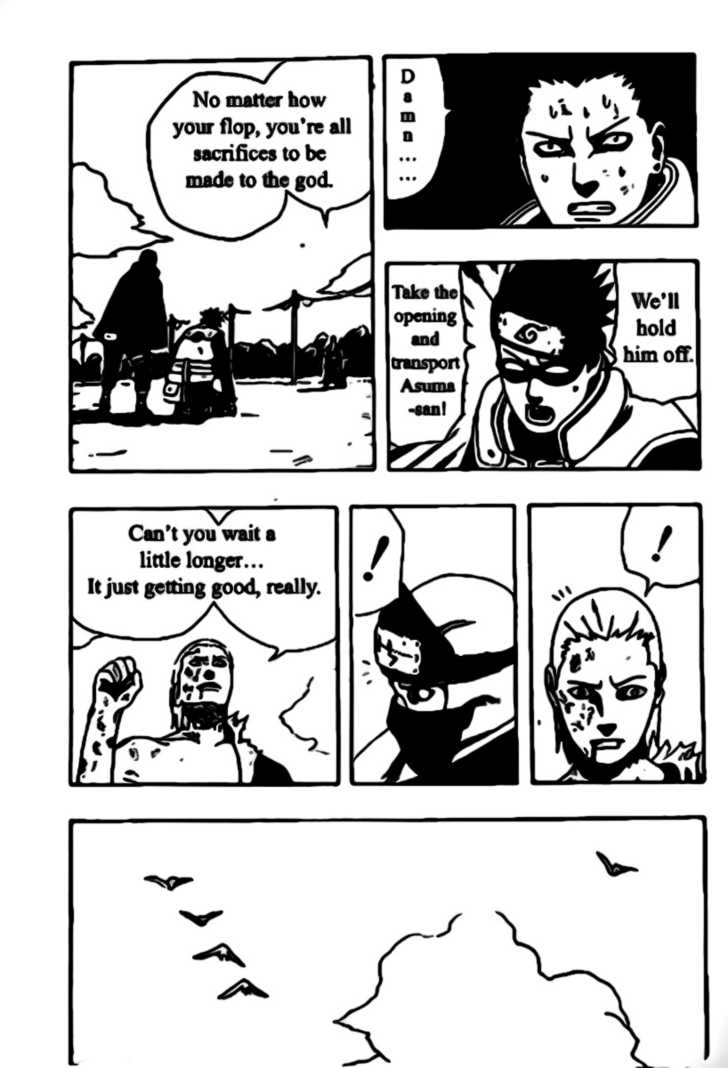 Damn
……
……
We'll
hold
him off.
Take the
opening
and
transport
Asuma
-san!
No matter how
your flop, you're all
sacrifices to be
made to the god.
!
!
Can't you wait a
little longer...
It just getting good, really.